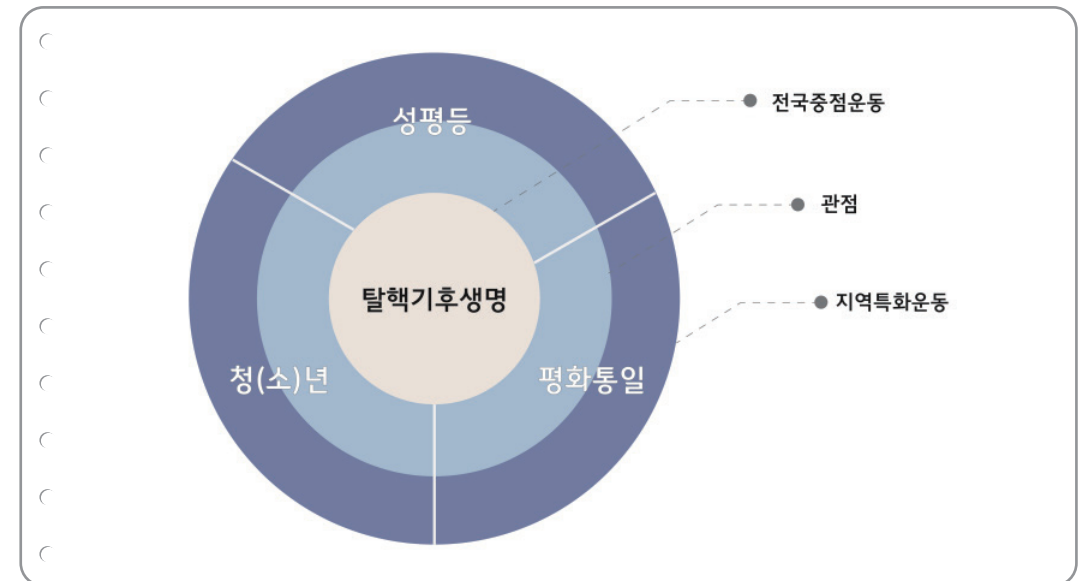 성평등
전국중점운동
관점
탈핵기후생명
지역특화운동
청(소)년
평화통일